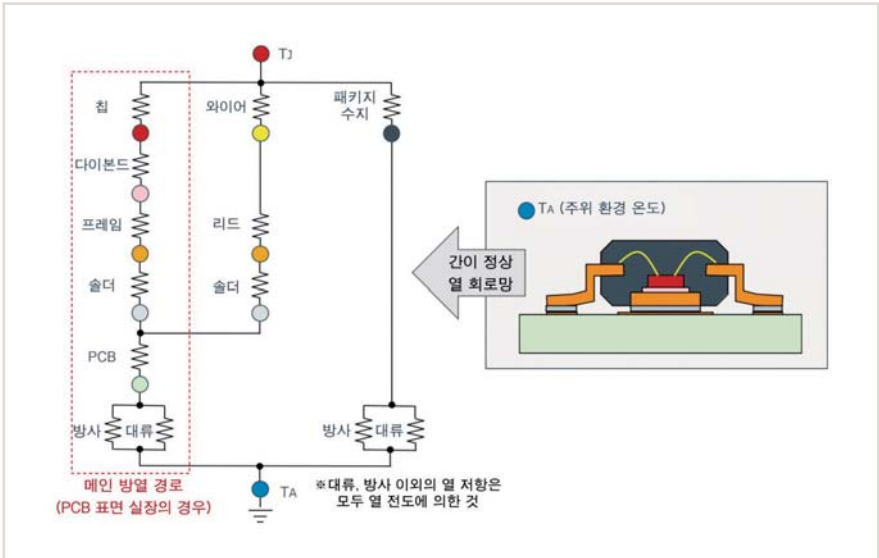 TJ
칩
와이어
패키지
수지
다이본드
프레임
리드
솔더
솔더
PCB
방사
대류
방사
대류
메인 방열 경로
(PCB 표면 실장의 경우)
TA
※대류, 방사 이외의 열 저항은
모두 열 전도에 의한 것
간이 정상
열 회로망
TA (주위 환경 온도)